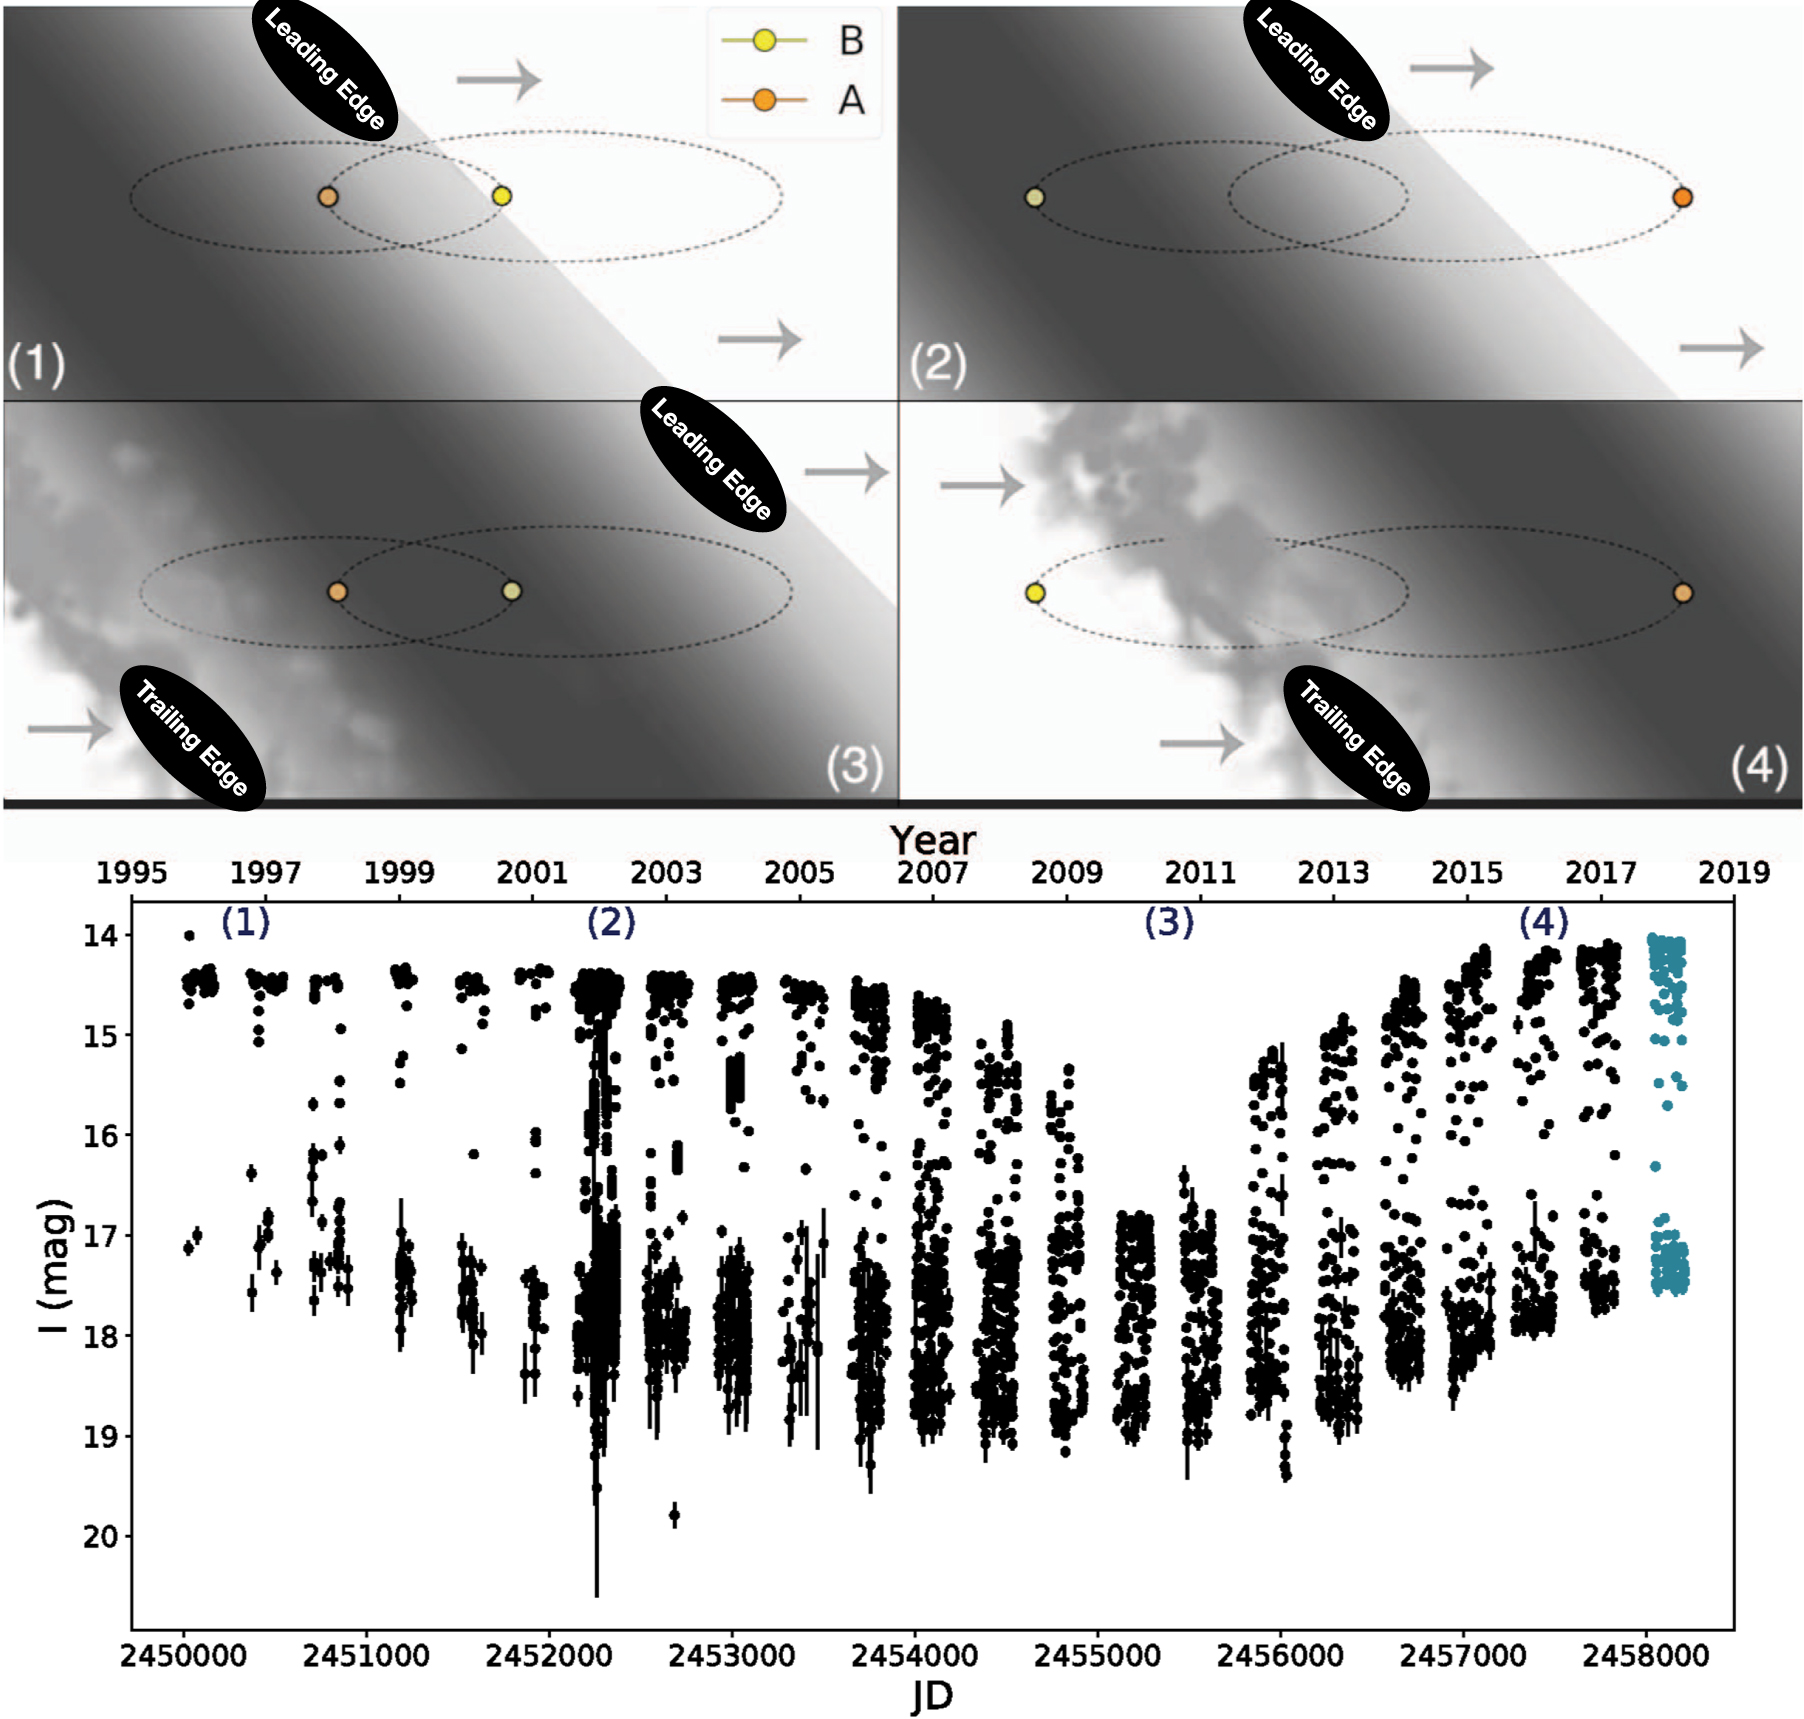 Leading Edge
B
A
(1)
Leading Edge
(2)
Leading Edge
Trailing Edge
(3)
Trailing Edge
(4)
Year
1995 1997 1999 2001 2003 2005 2007 2009 2011 2013 2015 2017 2019
(1) (2) (3) (4)
14
15
16
17
18
19
20
I (mag)
2450000 2451000 2452000 2453000 2454000 2455000 2456000 2457000 2458000
JD